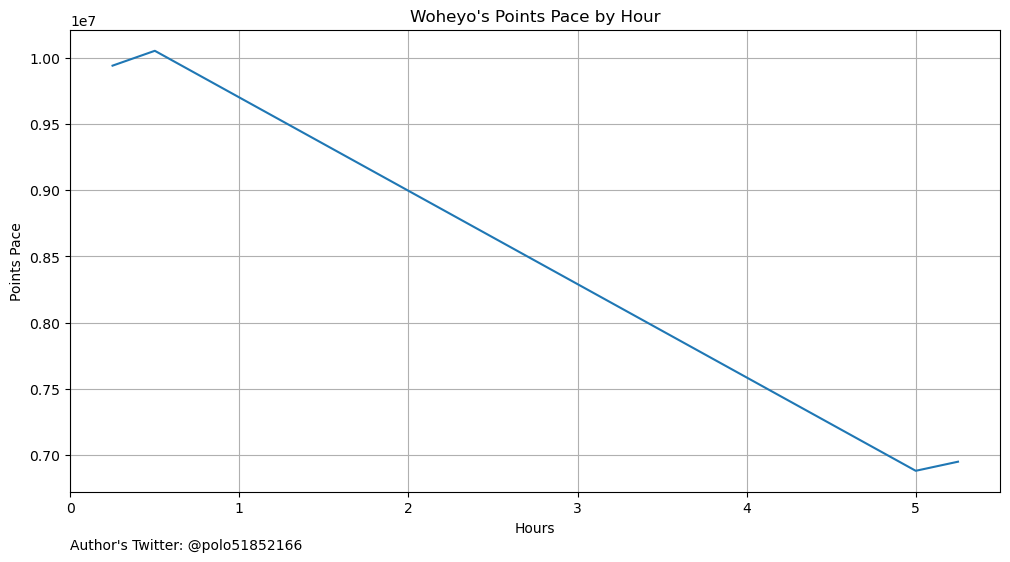 Woheyo's Points Pace by Hour
1e7
1.00
0.95
0.90
0.85
0.80
0.75
0.70
Points Pace
0 1 2 3 4 5
Hours
Author's Twitter: @polo51852166